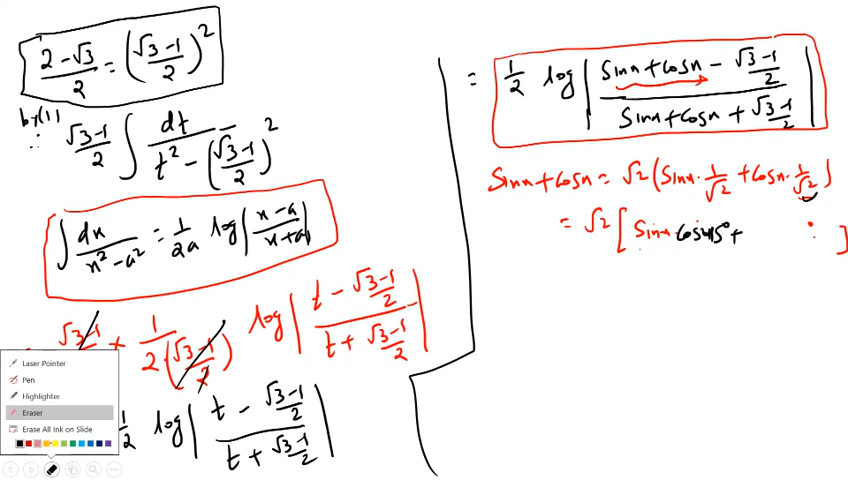 (2 - √3)/2 = ((√3 - 1)/2)²
by(1)
∴ (√3-1)/2 ∫ dt/(t² - ((√3-1)/2)²)
∫ dx/(x² - a²) = 1/2a log|(x-a)/(x+a)|
1/(2((√3-1)/2)) log|(t - (√3-1)/2)/(t + (√3-1)/2)|
1/2 log|(t - (√3-1)/2)/(t + (√3-1)/2)|
Laser Pointer
Pen
Highlighter
Eraser
Erase All Ink on Slide
= 1/2 log|(sinx+cosx - (√3-1)/2)/(sinx+cosx + (√3-1)/2)|
sinx+cosx = √2(sinx·1/√2 + cosx·1/√2)
= √2[sinx cos45°+ ]